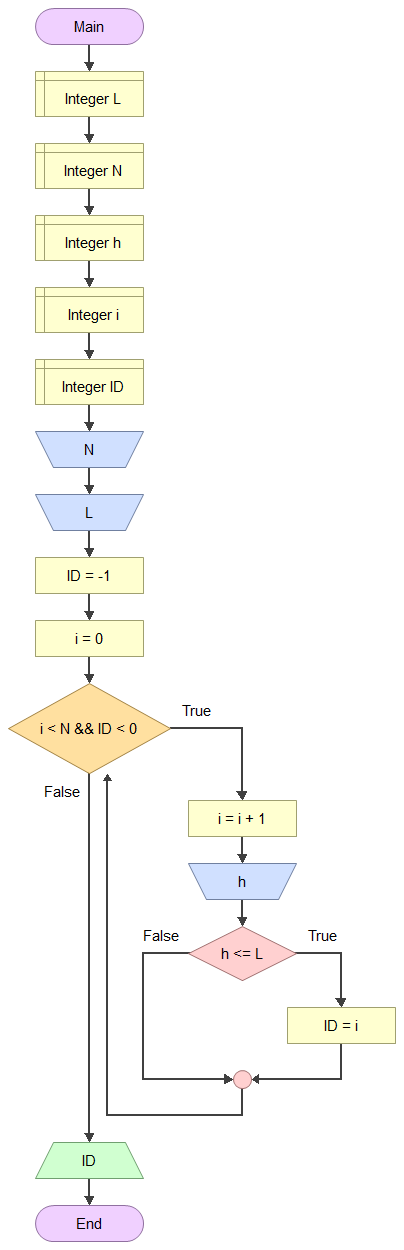 Main
Integer L
Integer N
Integer h
Integer i
Integer ID
N
L
ID = -1
i = 0
i < N && ID < 0
True
False
i = i + 1
h
h <= L
False
True
ID = i
ID
End